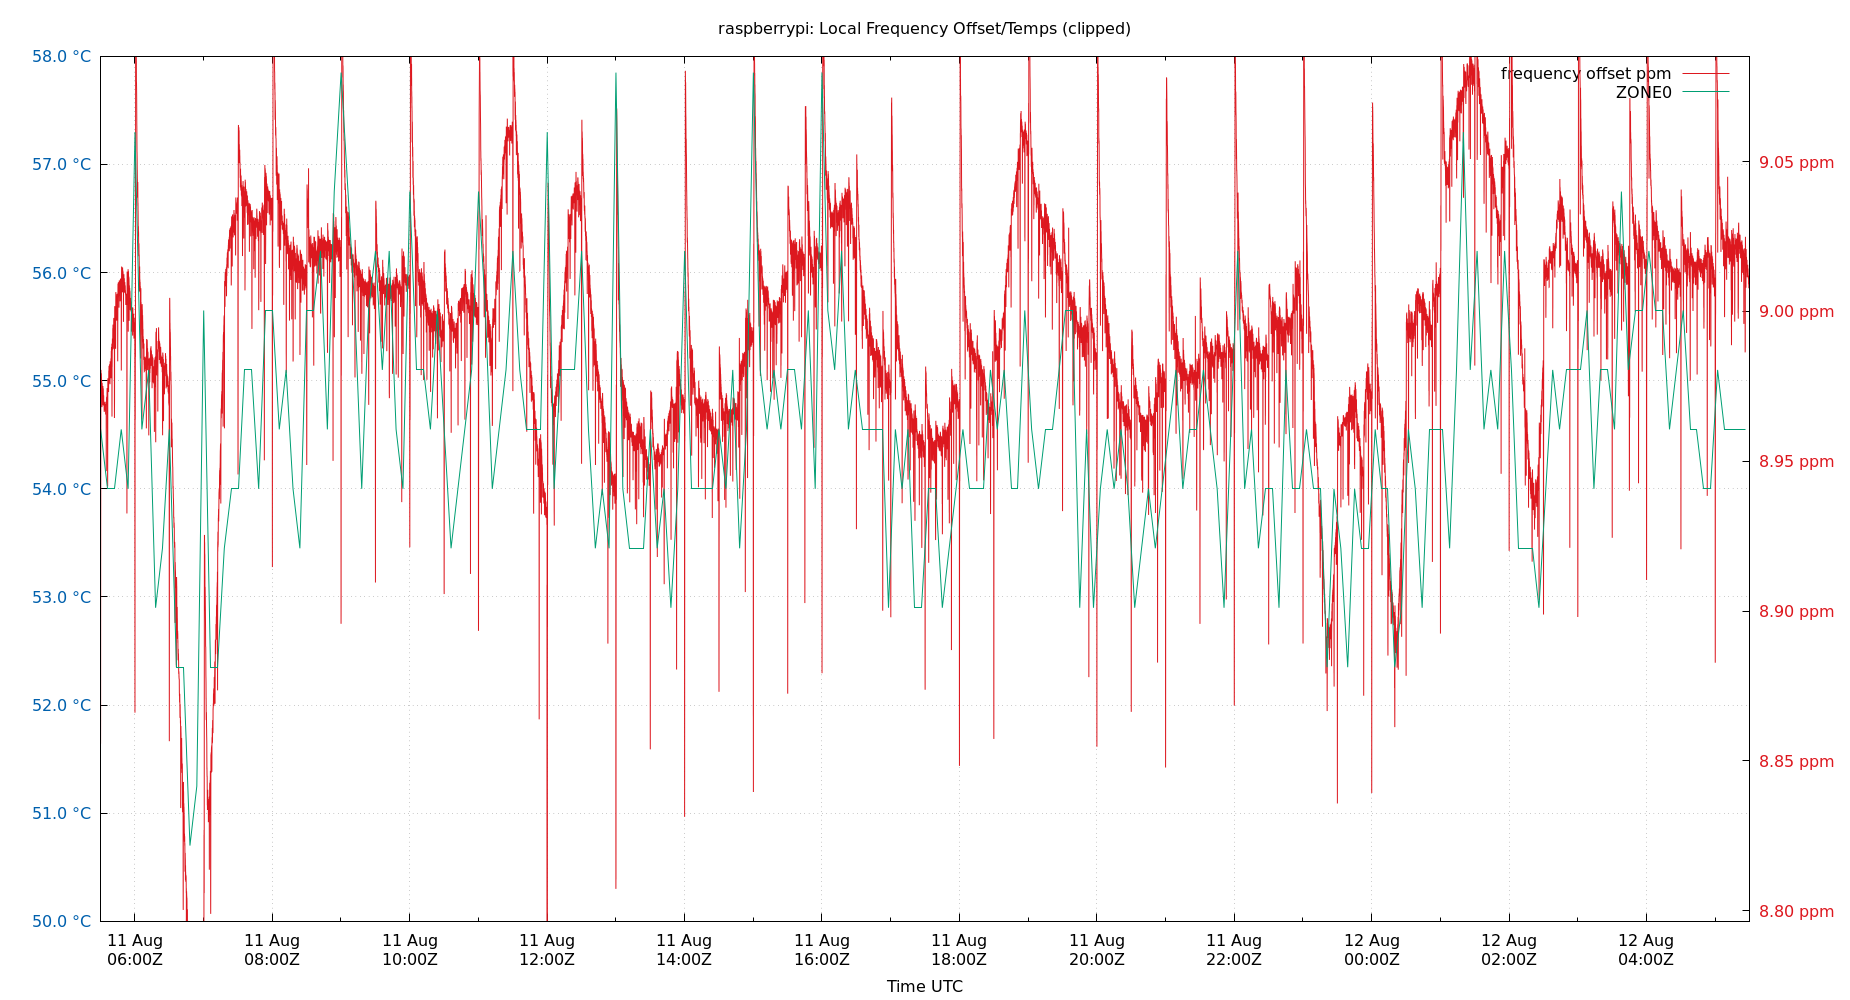 raspberrypi: Local Frequency Offset/Temps (clipped)
58.0 °C
57.0 °C
56.0 °C
55.0 °C
54.0 °C
53.0 °C
52.0 °C
51.0 °C
50.0 °C
frequency offset ppm
ZONE0
9.05 ppm
9.00 ppm
8.95 ppm
8.90 ppm
8.85 ppm
8.80 ppm
11 Aug
06:00Z
11 Aug
08:00Z
11 Aug
10:00Z
11 Aug
12:00Z
11 Aug
14:00Z
11 Aug
16:00Z
11 Aug
18:00Z
11 Aug
20:00Z
11 Aug
22:00Z
12 Aug
00:00Z
12 Aug
02:00Z
12 Aug
04:00Z
Time UTC